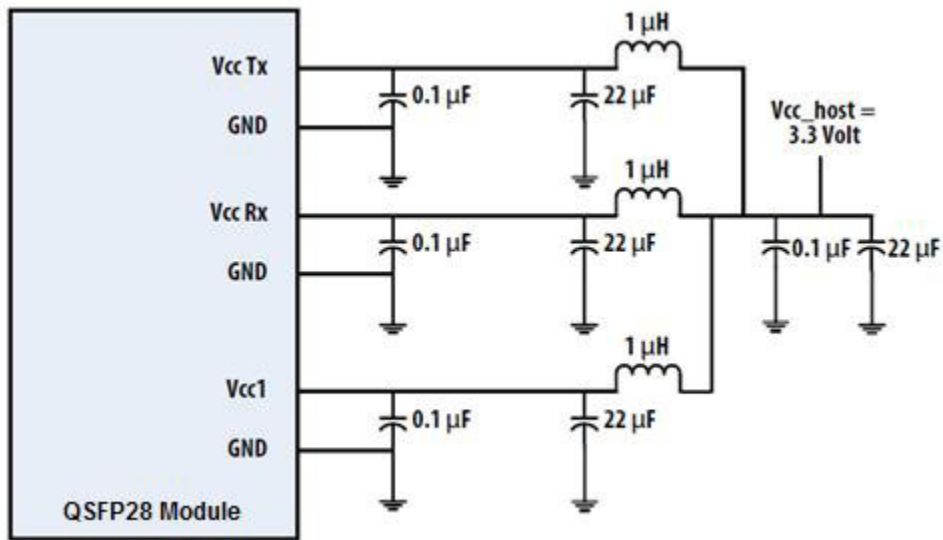 1 μH
Vcc Tx
0.1 μF
22 μF
GND
Vcc_host =
3.3 Volt
1 μH
Vcc Rx
0.1 μF
22 μF
0.1 μF
22 μF
GND
1 μH
Vcc1
0.1 μF
22 μF
GND
QSFP28 Module